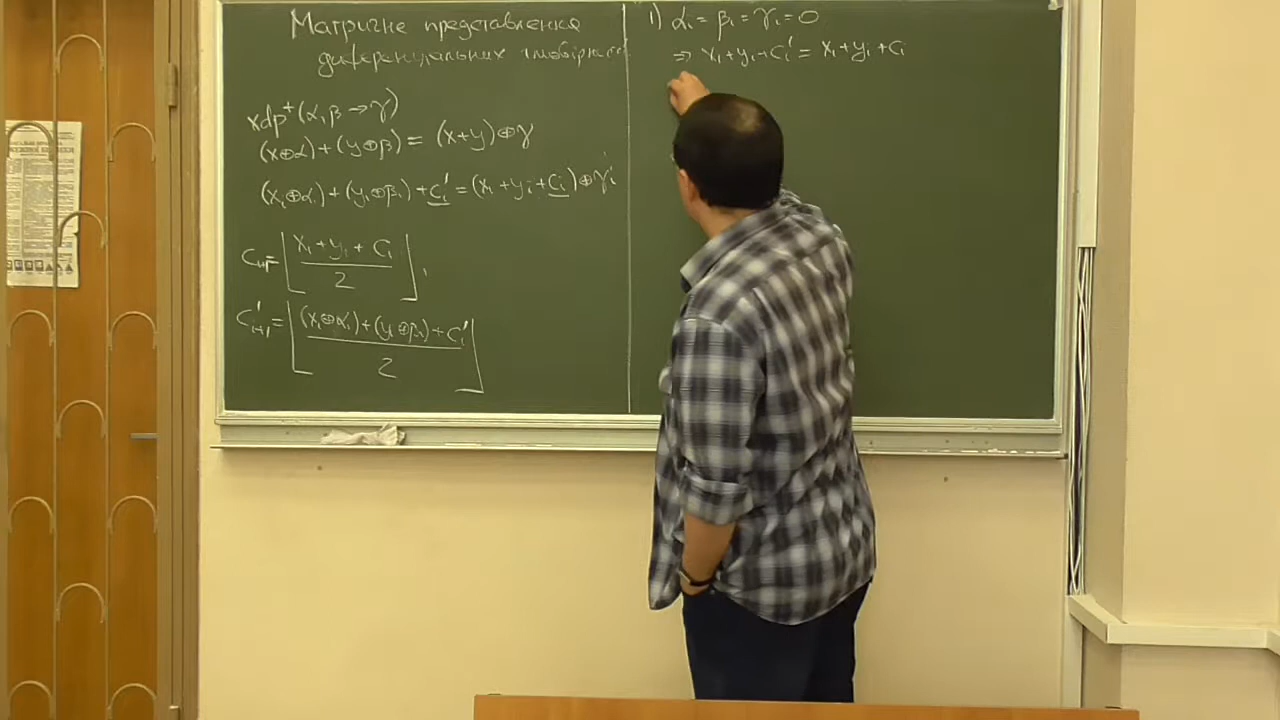 Матричне представлення
диференціальних ймовірностей
xdp⁺(α, β → γ)
(x⊕α) + (y⊕β) = (x+y)⊕γ
(xᵢ⊕αᵢ) + (yᵢ⊕βᵢ) + cᵢ' = (xᵢ + yᵢ + cᵢ)⊕γᵢ
cᵢ₊₁ = ⌊(xᵢ + yᵢ + cᵢ)/2⌋,
c'ᵢ₊₁ = ⌊((xᵢ⊕αᵢ) + (yᵢ⊕βᵢ) + cᵢ')/2⌋
1) αᵢ = βᵢ = γᵢ = 0
⇒ xᵢ + yᵢ + cᵢ' = xᵢ + yᵢ + cᵢ